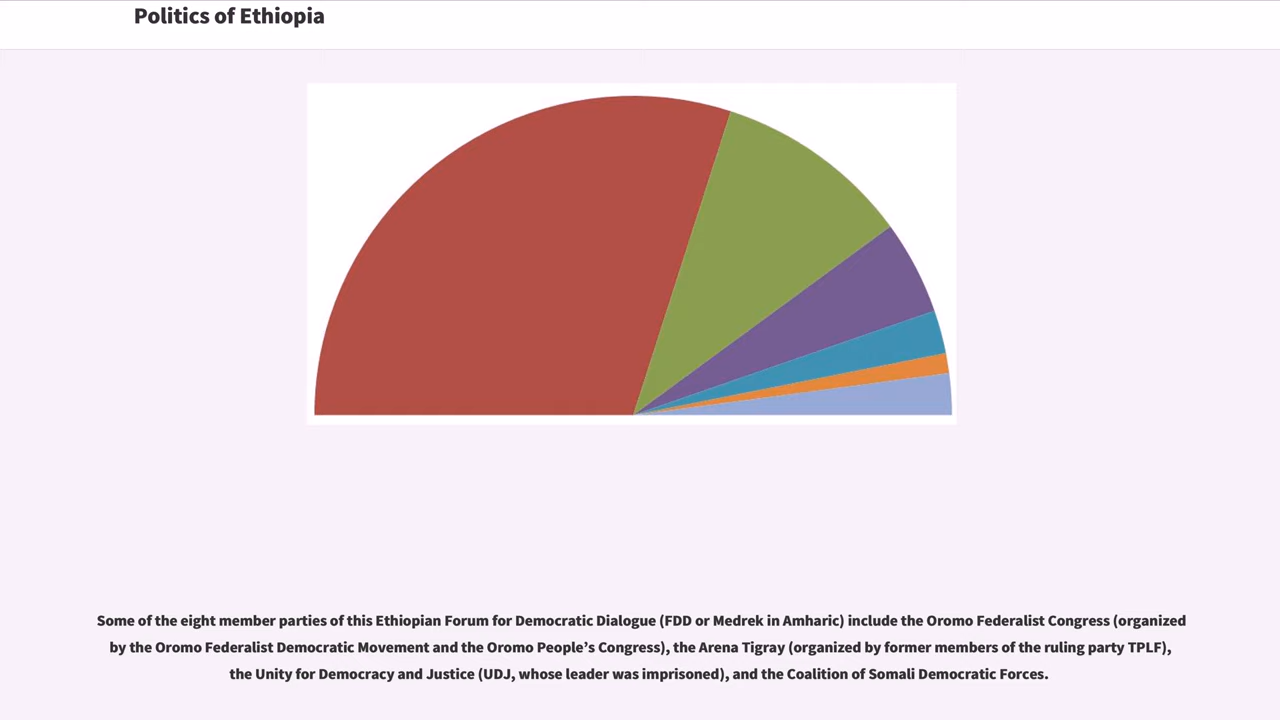 Politics of Ethiopia
Some of the eight member parties of this Ethiopian Forum for Democratic Dialogue (FDD or Medrek in Amharic) include the Oromo Federalist Congress (organized
by the Oromo Federalist Democratic Movement and the Oromo People’s Congress), the Arena Tigray (organized by former members of the ruling party TPLF),
the Unity for Democracy and Justice (UDJ, whose leader was imprisoned), and the Coalition of Somali Democratic Forces.